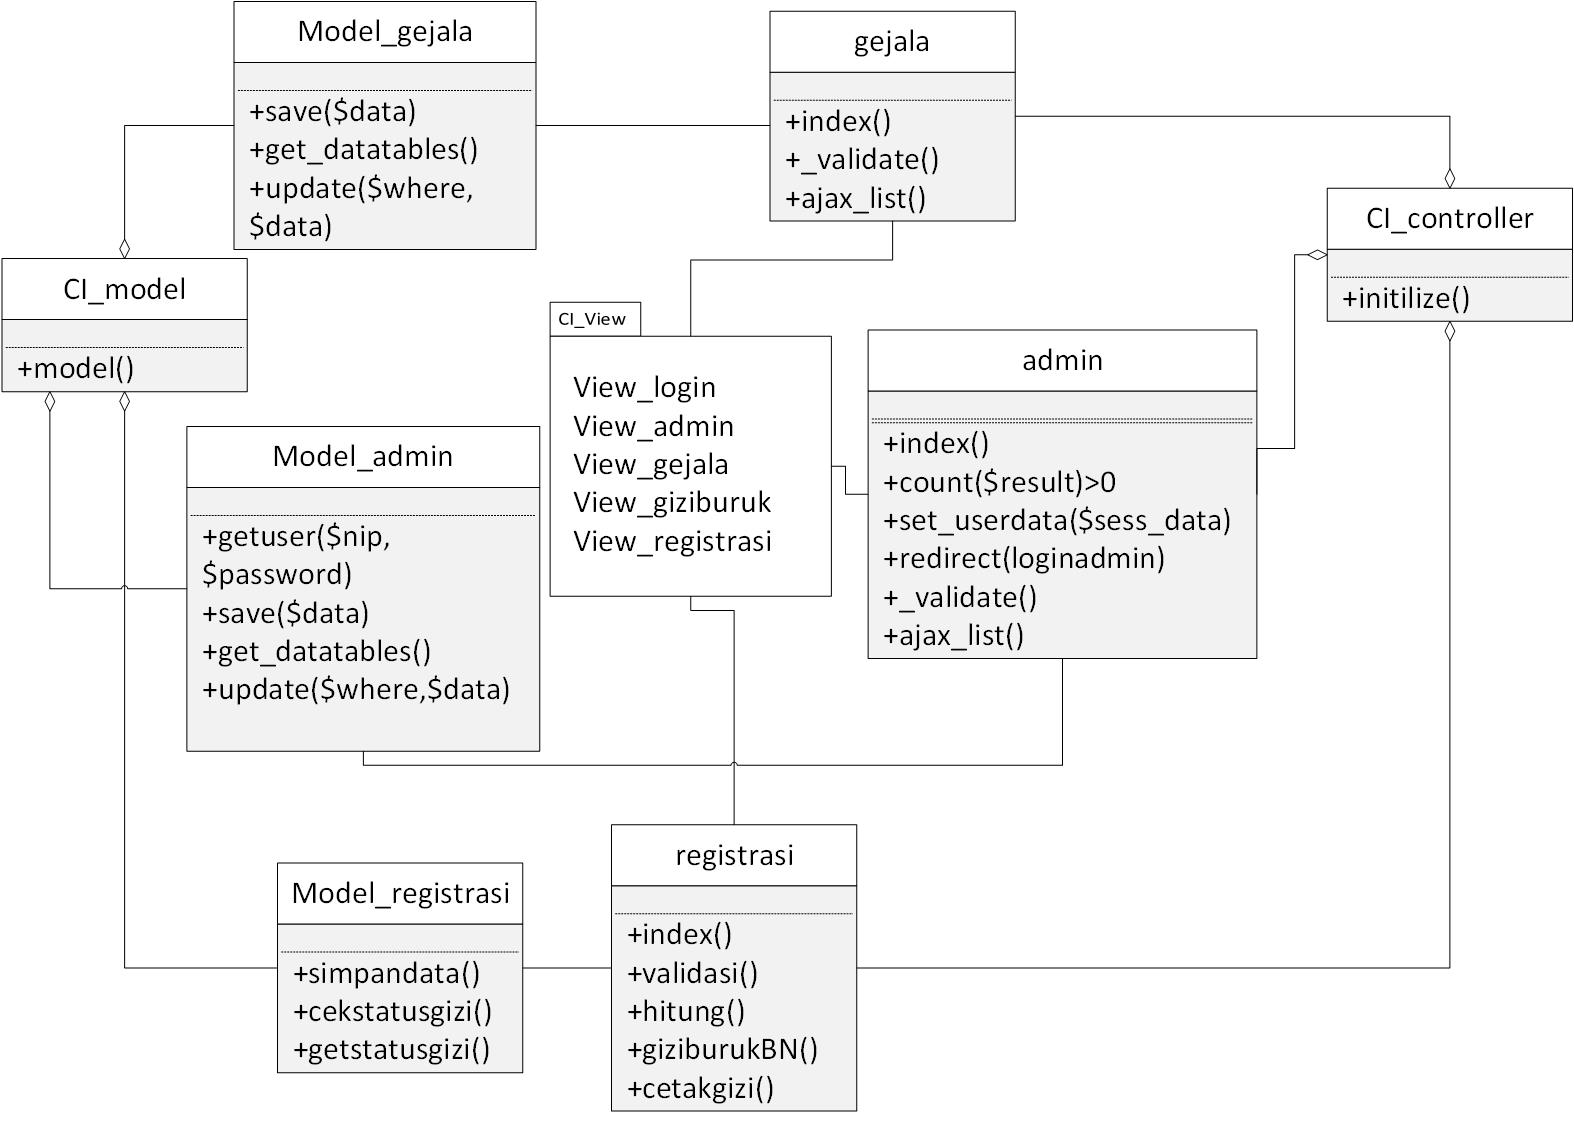 Model_gejala
+save($data)
+get_datatables()
+update($where,
$data)
gejala
+index()
+_validate()
+ajax_list()
CI_controller
+initilize()
CI_model
+model()
CI_View
View_login
View_admin
View_gejala
View_giziburuk
View_registrasi
admin
+index()
+count($result)>0
+set_userdata($sess_data)
+redirect(loginadmin)
+_validate()
+ajax_list()
Model_admin
+getuser($nip,
$password)
+save($data)
+get_datatables()
+update($where,$data)
Model_registrasi
+simpandata()
+cekstatusgizi()
+getstatusgizi()
registrasi
+index()
+validasi()
+hitung()
+giziburukBN()
+cetakgizi()